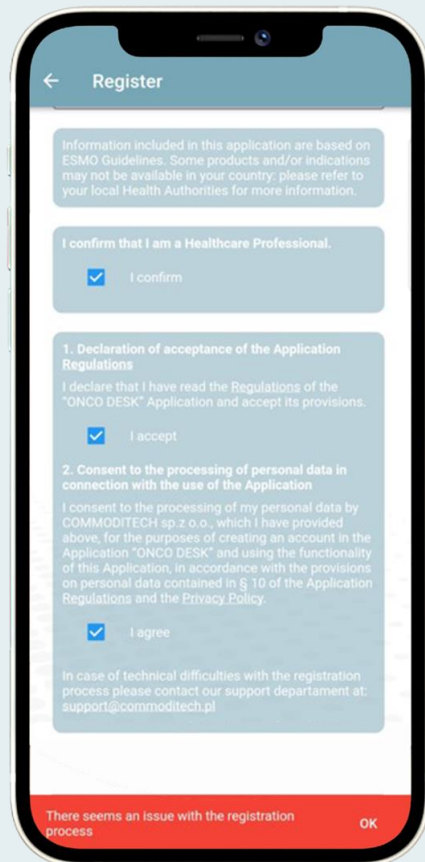 Register
Information included in this application are based on
ESMO Guidelines. Some products and/or indications
may not be available in your country: please refer to
your local Health Authorities for more information.
I confirm that I am a Healthcare Professional.
I confirm
1. Declaration of acceptance of the Application
Regulations
I declare that I have read the Regulations of the
"ONCO DESK" Application and accept its provisions.
I accept
2. Consent to the processing of personal data in
connection with the use of the Application
I consent to the processing of my personal data by
COMMODITECH sp.z o.o., which I have provided
above, for the purposes of creating an account in the
Application "ONCO DESK" and using the functionality
of this Application, in accordance with the provisions
on personal data contained in § 10 of the Application
Regulations and the Privacy Policy.
I agree
In case of technical difficulties with the registration
process please contact our support departament at:
support@commoditech.pl
There seems an issue with the registration
process
OK